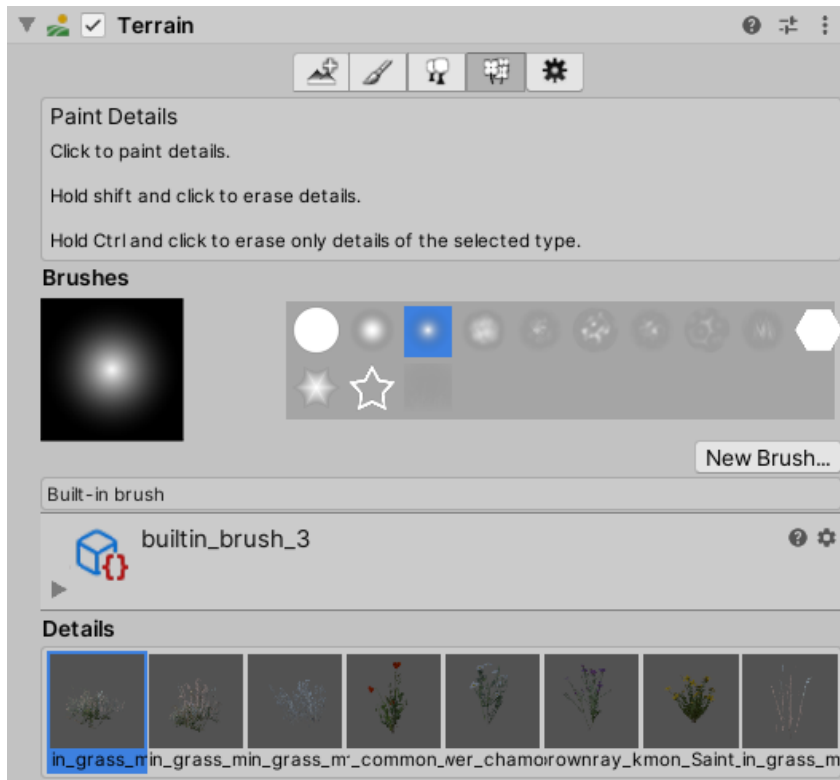 Terrain
Paint Details
Click to paint details.
Hold shift and click to erase details.
Hold Ctrl and click to erase only details of the selected type.
Brushes
New Brush...
Built-in brush
builtin_brush_3
Details
in_grass_m in_grass_m in_grass_m _common_ wer_chamo rownray_k mon_Saint_ in_grass_m